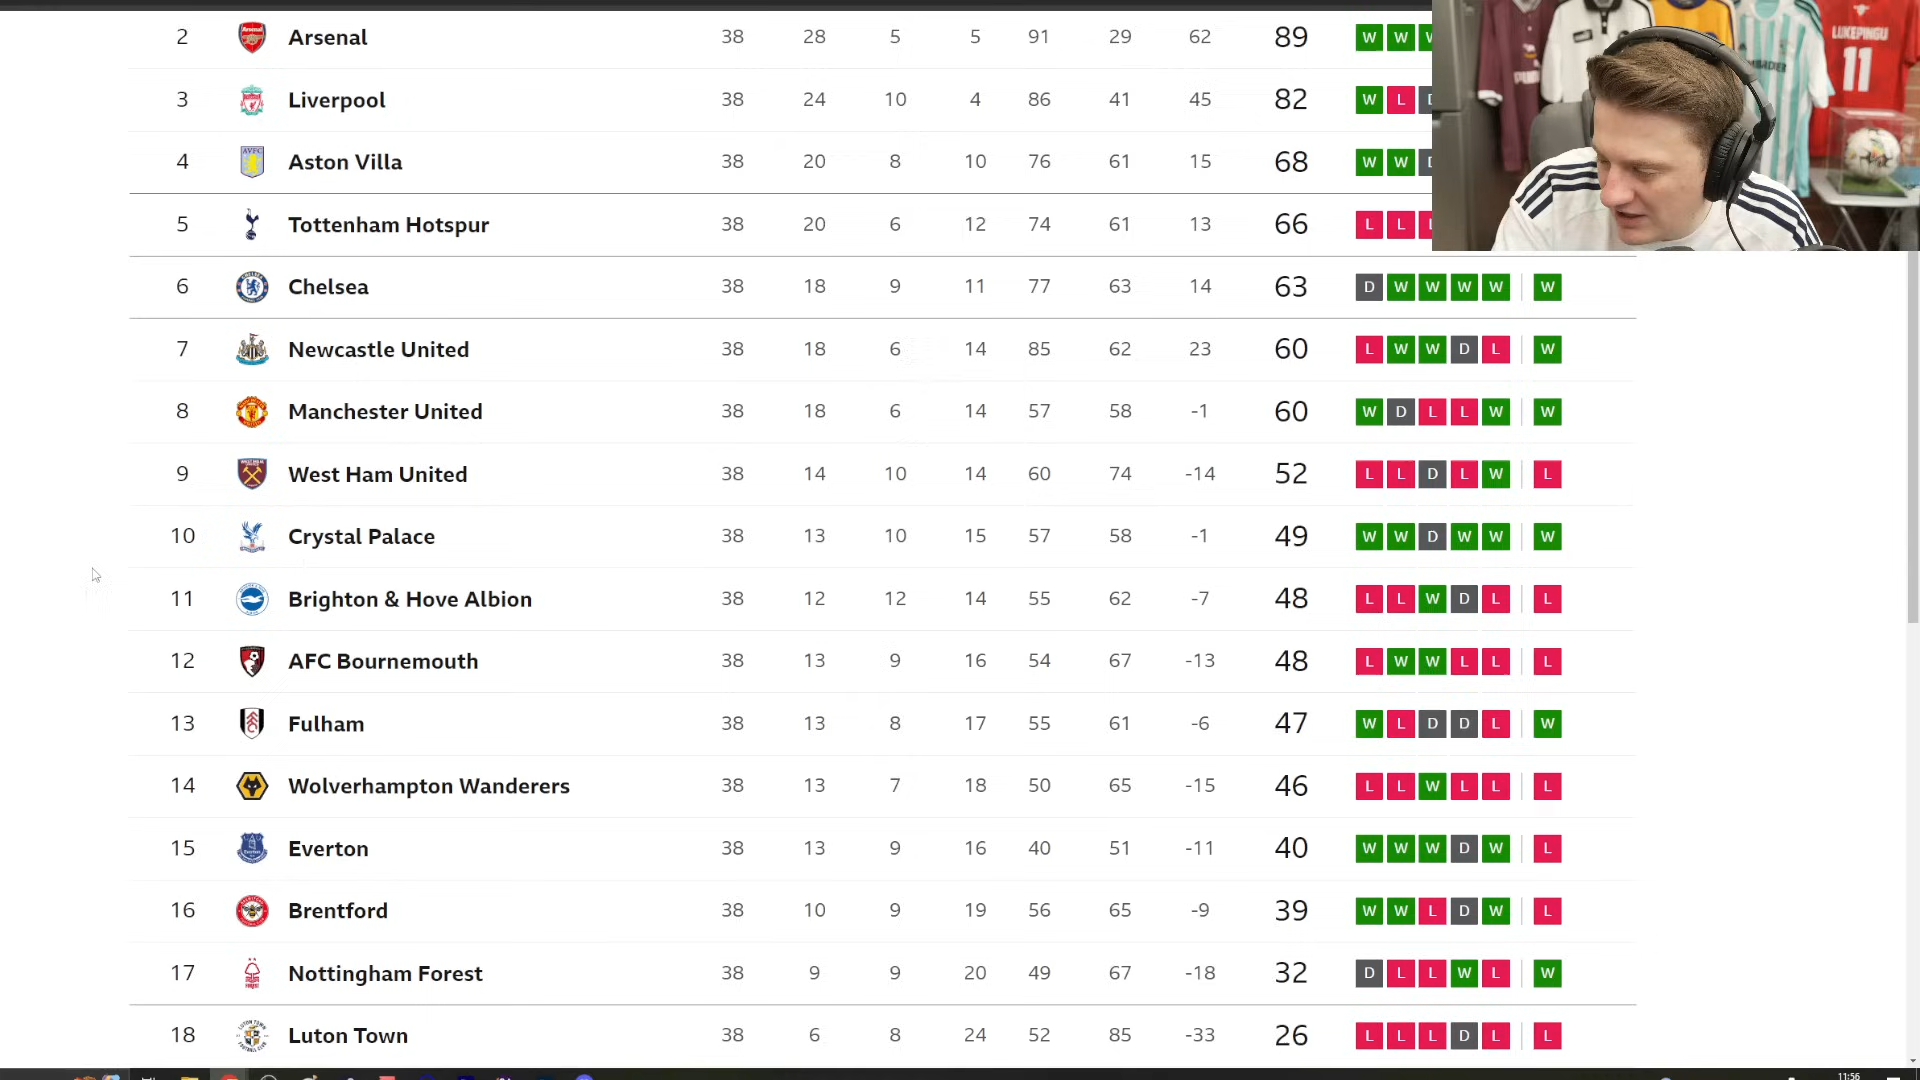 2 Arsenal 38 28 5 5 91 29 62 89 W W W
3 Liverpool 38 24 10 4 86 41 45 82 W L D
4 Aston Villa 38 20 8 10 76 61 15 68 W W D
5 Tottenham Hotspur 38 20 6 12 74 61 13 66 L L L
6 Chelsea 38 18 9 11 77 63 14 63 D W W W W W
7 Newcastle United 38 18 6 14 85 62 23 60 L W W D L W
8 Manchester United 38 18 6 14 57 58 -1 60 W D L L W W
9 West Ham United 38 14 10 14 60 74 -14 52 L L D L W L
10 Crystal Palace 38 13 10 15 57 58 -1 49 W W D W W W
11 Brighton & Hove Albion 38 12 12 14 55 62 -7 48 L L W D L L
12 AFC Bournemouth 38 13 9 16 54 67 -13 48 L W W L L L
13 Fulham 38 13 8 17 55 61 -6 47 W L D D L W
14 Wolverhampton Wanderers 38 13 7 18 50 65 -15 46 L L W L L L
15 Everton 38 13 9 16 40 51 -11 40 W W W D W L
16 Brentford 38 10 9 19 56 65 -9 39 W W L D W L
17 Nottingham Forest 38 9 9 20 49 67 -18 32 D L L W L W
18 Luton Town 38 6 8 24 52 85 -33 26 L L L D L L
LUKEPINGU
11
11:56